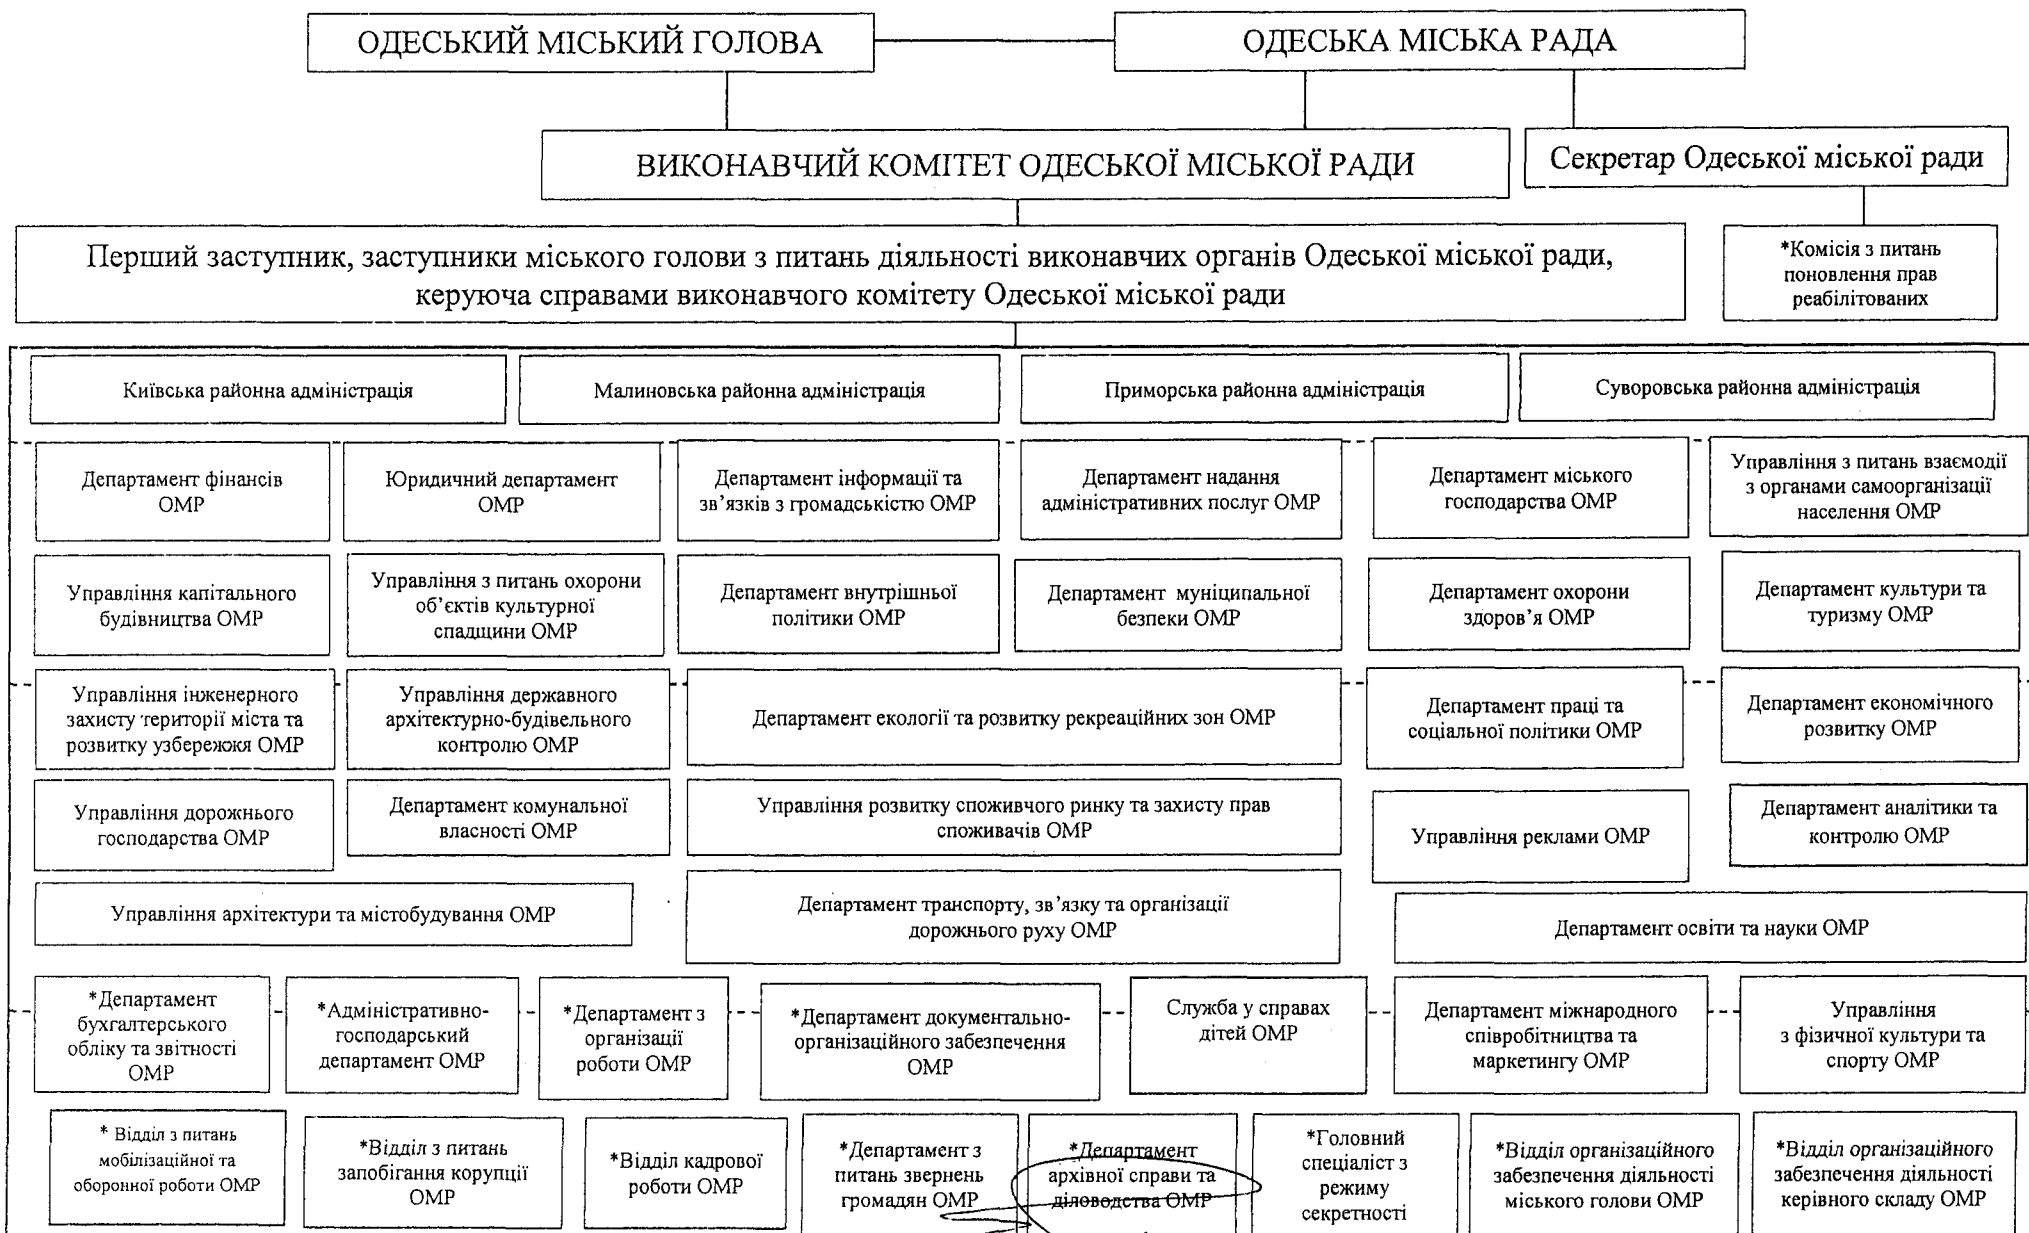 ОДЕСЬКИЙ МІСЬКИЙ ГОЛОВА
ОДЕСЬКА МІСЬКА РАДА
ВИКОНАВЧИЙ КОМІТЕТ ОДЕСЬКОЇ МІСЬКОЇ РАДИ
Секретар Одеської міської ради
Перший заступник, заступники міського голови з питань діяльності виконавчих органів Одеської міської ради,
керуюча справами виконавчого комітету Одеської міської ради
*Комісія з питань
поновлення прав
реабілітованих
Київська районна адміністрація
Малиновська районна адміністрація
Приморська районна адміністрація
Суворовська районна адміністрація
Департамент фінансів
ОМР
Юридичний департамент
ОМР
Департамент інформації та
зв’язків з громадськістю ОМР
Департамент надання
адміністративних послуг ОМР
Департамент міського
господарства ОМР
Управління з питань взаємодії
з органами самоорганізації
населення ОМР
Управління капітального
будівництва ОМР
Управління з питань охорони
об’єктів культурної
спадщини ОМР
Департамент внутрішньої
політики ОМР
Департамент муніципальної
безпеки ОМР
Департамент охорони
здоров’я ОМР
Департамент культури та
туризму ОМР
Управління інженерного
захисту території міста та
розвитку узбережжя ОМР
Управління державного
архітектурно-будівельного
контролю ОМР
Департамент екології та розвитку рекреаційних зон ОМР
Департамент праці та
соціальної політики ОМР
Департамент економічного
розвитку ОМР
Управління дорожнього
господарства ОМР
Департамент комунальної
власності ОМР
Управління розвитку споживчого ринку та захисту прав
споживачів ОМР
Управління реклами ОМР
Департамент аналітики та
контролю ОМР
Управління архітектури та містобудування ОМР
Департамент транспорту, зв’язку та організації
дорожнього руху ОМР
Департамент освіти та науки ОМР
*Департамент
бухгалтерського
обліку та звітності
ОМР
*Адміністративно-
господарський
департамент ОМР
*Департамент з
організації
роботи ОМР
*Департамент документально-
організаційного забезпечення
ОМР
Служба у справах
дітей ОМР
Департамент міжнародного
співробітництва та
маркетингу ОМР
Управління
з фізичної культури та
спорту ОМР
* Відділ з питань
мобілізаційної та
оборонної роботи ОМР
*Відділ з питань
запобігання корупції
ОМР
*Відділ кадрової
роботи ОМР
*Департамент з
питань звернень
громадян ОМР
*Департамент
архівної справи та
діловодства ОМР
*Головний
спеціаліст з
режиму
секретності
*Відділ організаційного
забезпечення діяльності
міського голови ОМР
*Відділ організаційного
забезпечення діяльності
керівного складу ОМР